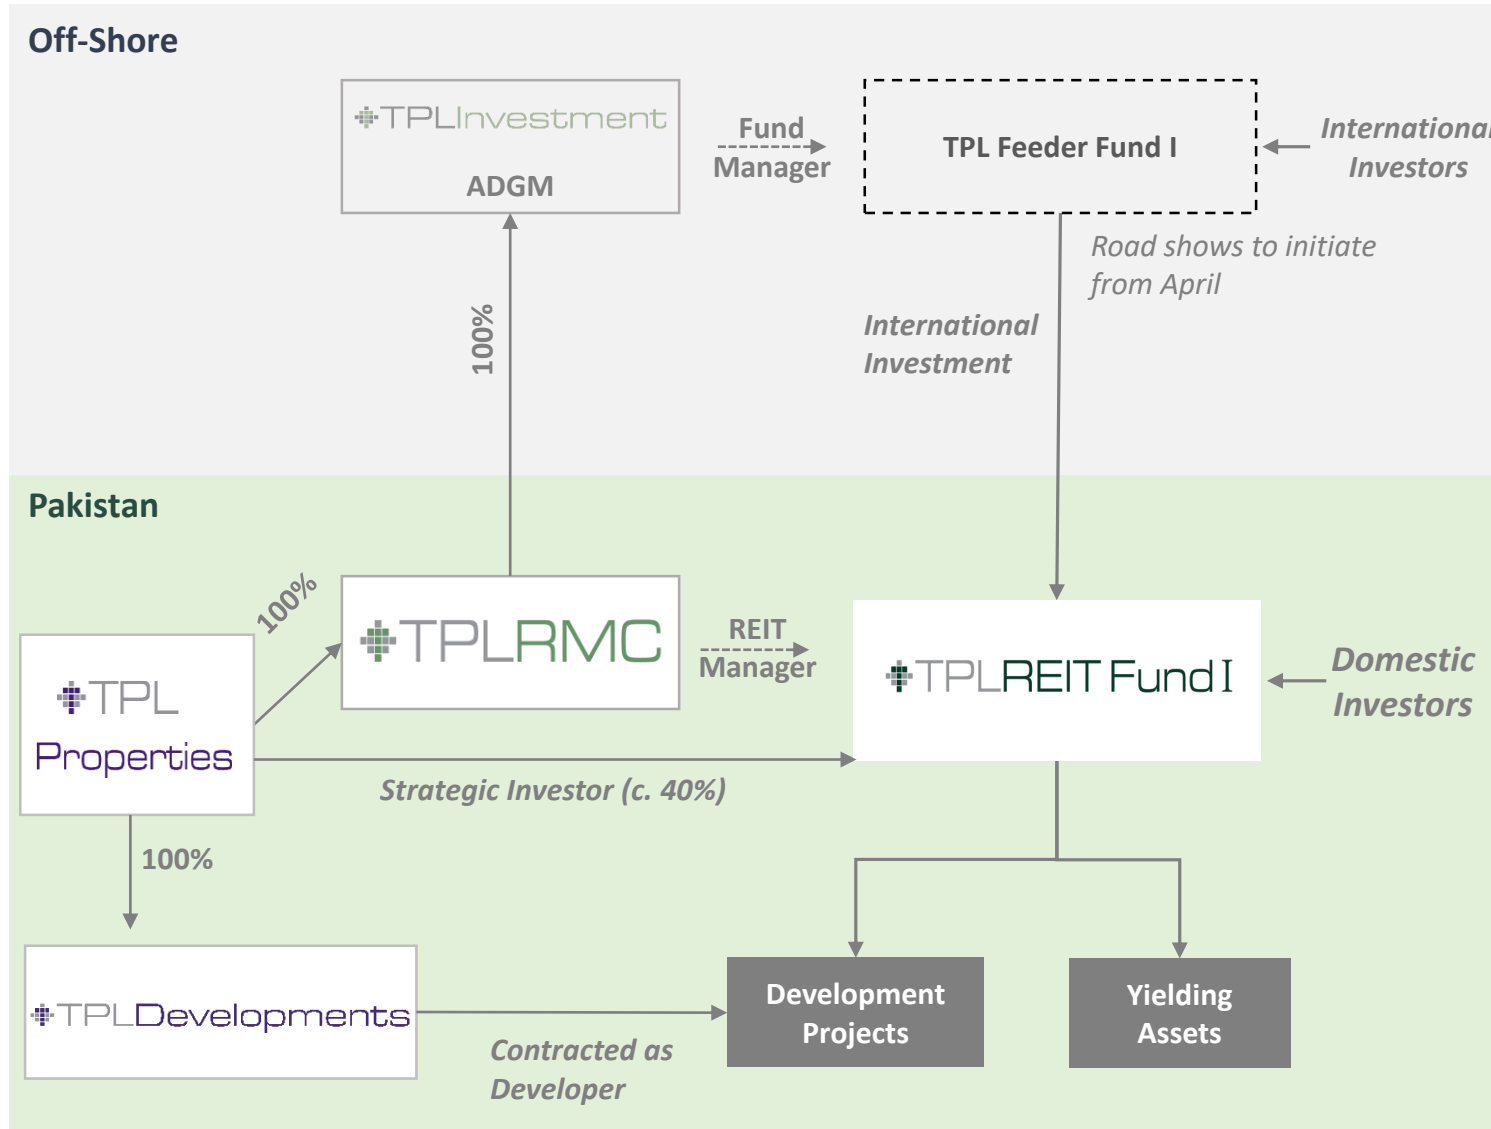 Off-Shore
TPLInvestment
ADGM
Fund
Manager
TPL Feeder Fund I
International
Investors
Road shows to initiate
from April
100%
International
Investment
Pakistan
100%
TPLRMC
REIT
Manager
TPLREIT Fund I
Domestic
Investors
TPL
Properties
Strategic Investor (c. 40%)
100%
TPLDevelopments
Contracted as
Developer
Development
Projects
Yielding
Assets